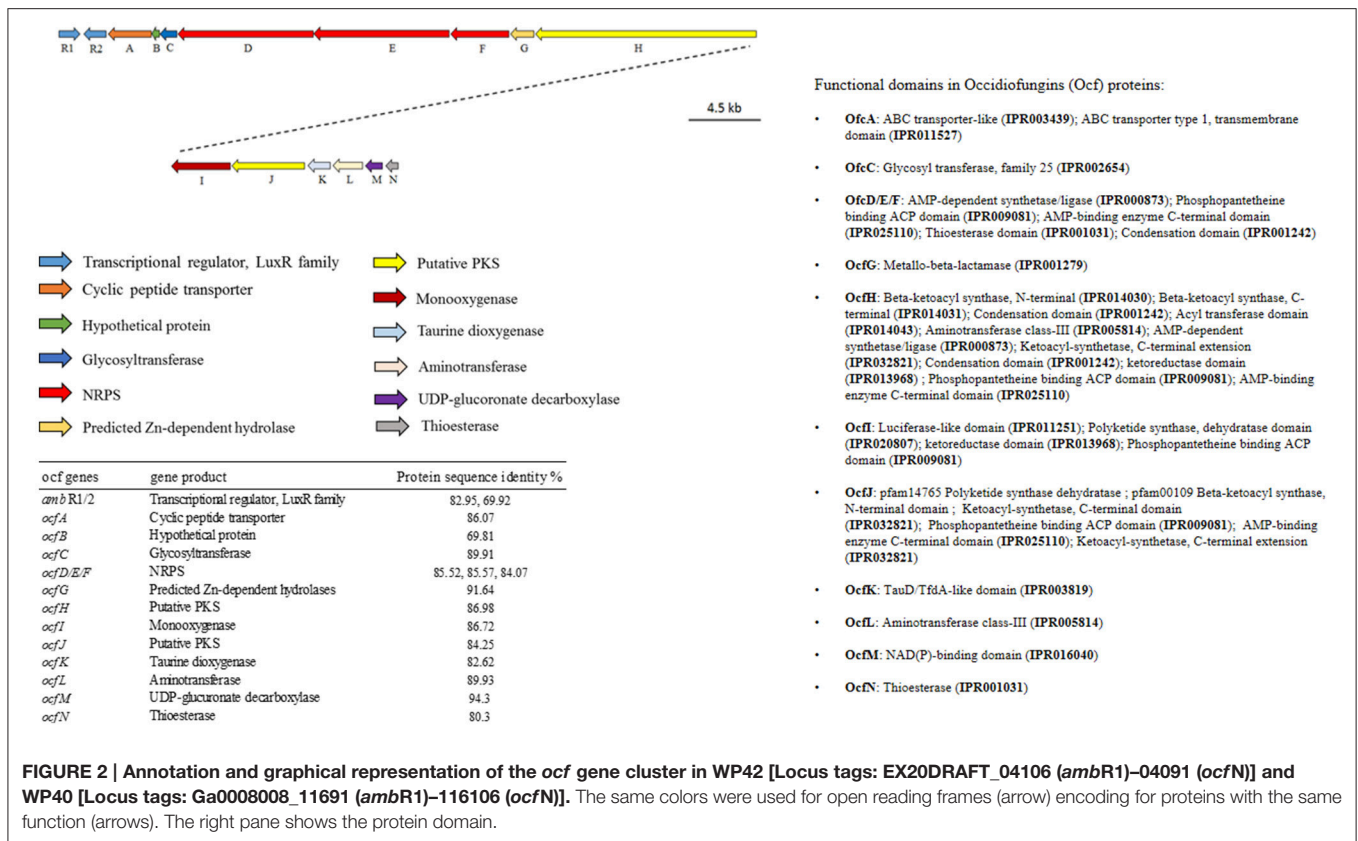 R1 R2 A B C D E F G H
4.5 kb
I J K L M N
Transcriptional regulator, LuxR family
Cyclic peptide transporter
Hypothetical protein
Glycosyltransferase
NRPS
Predicted Zn-dependent hydrolase
Putative PKS
Monooxygenase
Taurine dioxygenase
Aminotransferase
UDP-glucoronate decarboxylase
Thioesterase
ocf genes gene product Protein sequence identity %
ambR1/2 Transcriptional regulator, LuxR family 82.95, 69.92
ocfA Cyclic peptide transporter 86.07
ocfB Hypothetical protein 69.81
ocfC Glycosyltransferase 89.91
ocfD/E/F NRPS 85.52, 85.57, 84.07
ocfG Predicted Zn-dependent hydrolases 91.64
ocfH Putative PKS 86.98
ocfI Monooxygenase 86.72
ocfJ Putative PKS 84.25
ocfK Taurine dioxygenase 82.62
ocfL Aminotransferase 89.93
ocfM UDP-glucuronate decarboxylase 94.3
ocfN Thioesterase 80.3
Functional domains in Occidiofungins (Ocf) proteins:
• OfcA: ABC transporter-like (IPR003439); ABC transporter type 1, transmembrane
domain (IPR011527)
• OfcC: Glycosyl transferase, family 25 (IPR002654)
• OfcD/E/F: AMP-dependent synthetase/ligase (IPR000873); Phosphopantetheine
binding ACP domain (IPR009081); AMP-binding enzyme C-terminal domain
(IPR025110); Thioesterase domain (IPR001031); Condensation domain (IPR001242)
• OcfG: Metallo-beta-lactamase (IPR001279)
• OcfH: Beta-ketoacyl synthase, N-terminal (IPR014030); Beta-ketoacyl synthase, C-
terminal (IPR014031); Condensation domain (IPR001242); Acyl transferase domain
(IPR014043); Aminotransferase class-III (IPR005814); AMP-dependent
synthetase/ligase (IPR000873); Ketoacyl-synthetase, C-terminal extension
(IPR032821); Condensation domain (IPR001242); ketoreductase domain
(IPR013968) ; Phosphopantetheine binding ACP domain (IPR009081); AMP-binding
enzyme C-terminal domain (IPR025110)
• OcfI: Luciferase-like domain (IPR011251); Polyketide synthase, dehydratase domain
(IPR020807); ketoreductase domain (IPR013968); Phosphopantetheine binding ACP
domain (IPR009081)
• OcfJ: pfam14765 Polyketide synthase dehydratase ; pfam00109 Beta-ketoacyl synthase,
N-terminal domain ; Ketoacyl-synthetase, C-terminal domain
(IPR032821); Phosphopantetheine binding ACP domain (IPR009081); AMP-binding
enzyme C-terminal domain (IPR025110); Ketoacyl-synthetase, C-terminal extension
(IPR032821)
• OcfK: TauD/TfdA-like domain (IPR003819)
• OcfL: Aminotransferase class-III (IPR005814)
• OcfM: NAD(P)-binding domain (IPR016040)
• OcfN: Thioesterase (IPR001031)
FIGURE 2 | Annotation and graphical representation of the ocf gene cluster in WP42 [Locus tags: EX20DRAFT_04106 (ambR1)–04091 (ocfN)] and
WP40 [Locus tags: Ga0008008_11691 (ambR1)–116106 (ocfN)]. The same colors were used for open reading frames (arrow) encoding for proteins with the same
function (arrows). The right pane shows the protein domain.